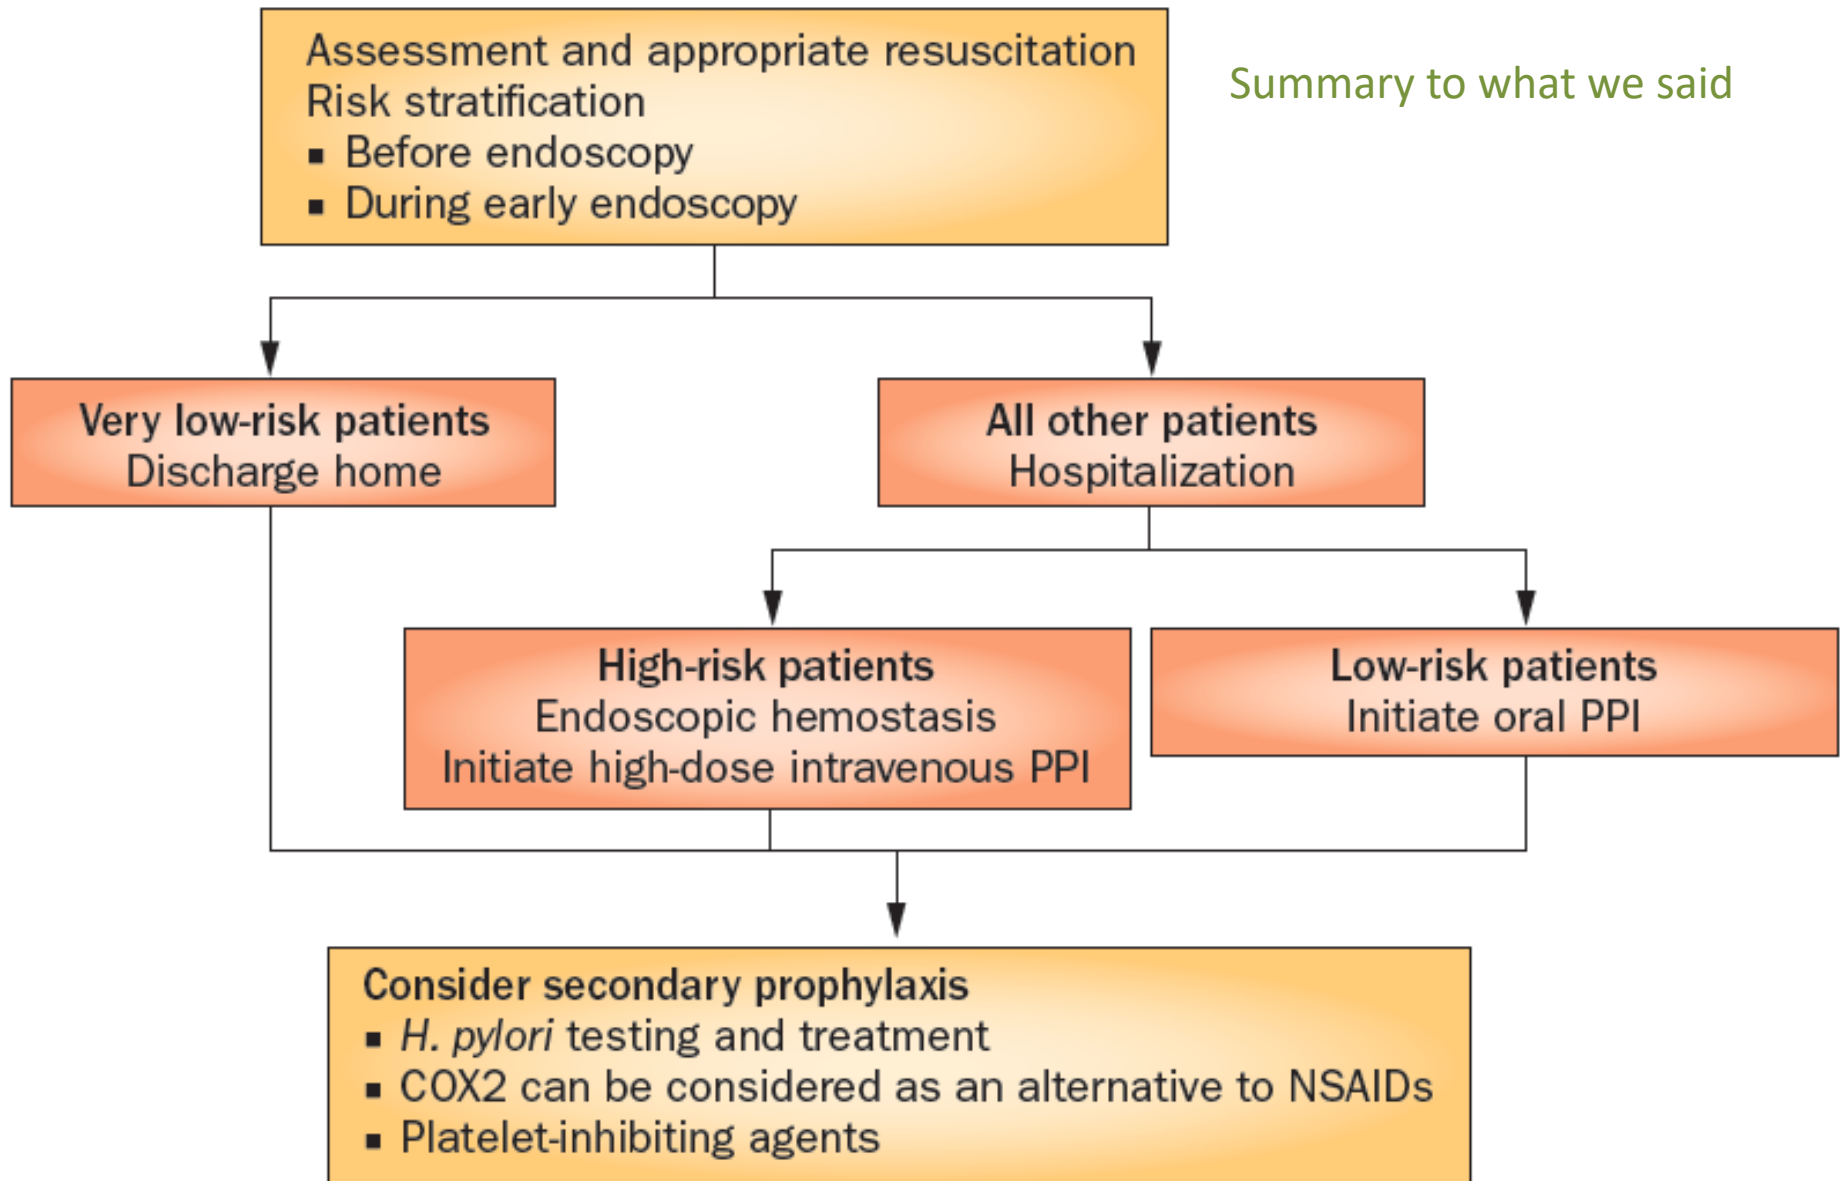 Assessment and appropriate resuscitation
Risk stratification
▪ Before endoscopy
▪ During early endoscopy
Summary to what we said
Very low-risk patients
Discharge home
All other patients
Hospitalization
High-risk patients
Endoscopic hemostasis
Initiate high-dose intravenous PPI
Low-risk patients
Initiate oral PPI
Consider secondary prophylaxis
▪ H. pylori testing and treatment
▪ COX2 can be considered as an alternative to NSAIDs
▪ Platelet-inhibiting agents